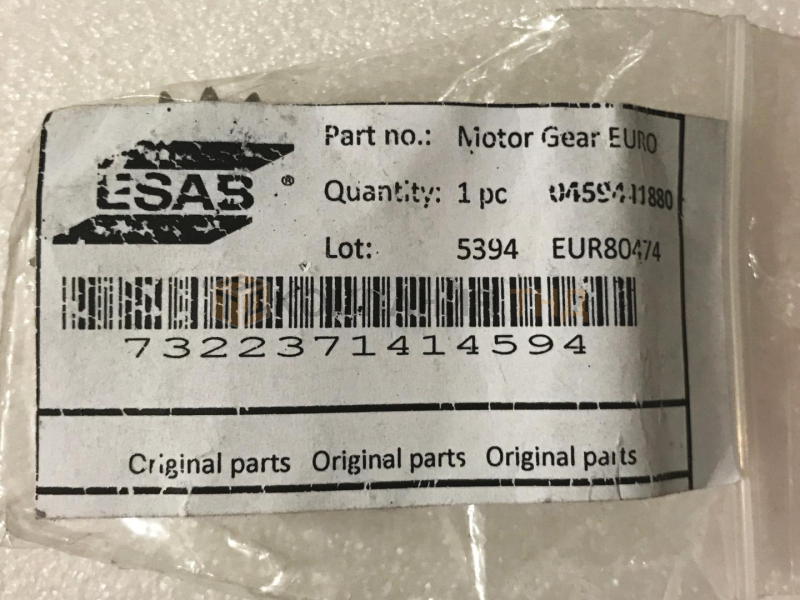 ESAB ®
Part no.: Motor Gear EURO
Quantity: 1 pc 0459441880
Lot: 5394 EUR80474
7322371414594
Original parts Original parts Original parts